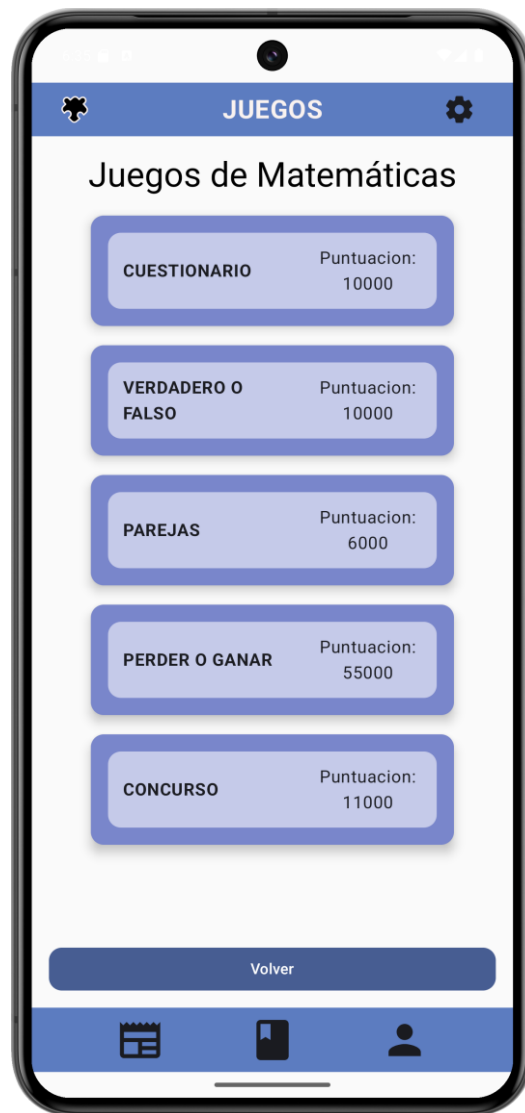 JUEGOS
Juegos de Matemáticas
CUESTIONARIO
Puntuacion:
10000
VERDADERO O
FALSO
Puntuacion:
10000
PAREJAS
Puntuacion:
6000
PERDER O GANAR
Puntuacion:
55000
CONCURSO
Puntuacion:
11000
Volver